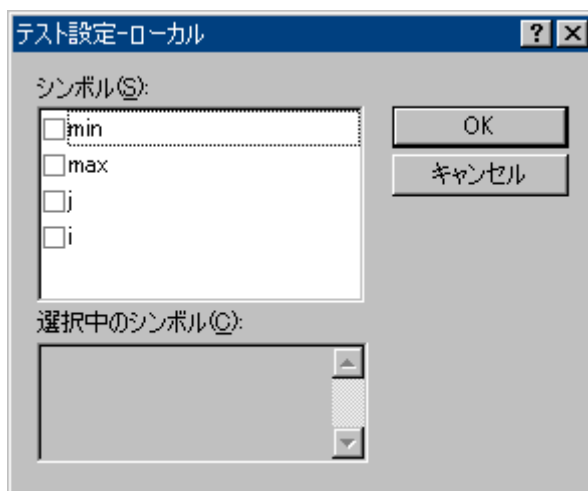 テスト設定-ローカル
シンボル(S):
min
max
j
i
OK
キャンセル
選択中のシンボル(C):